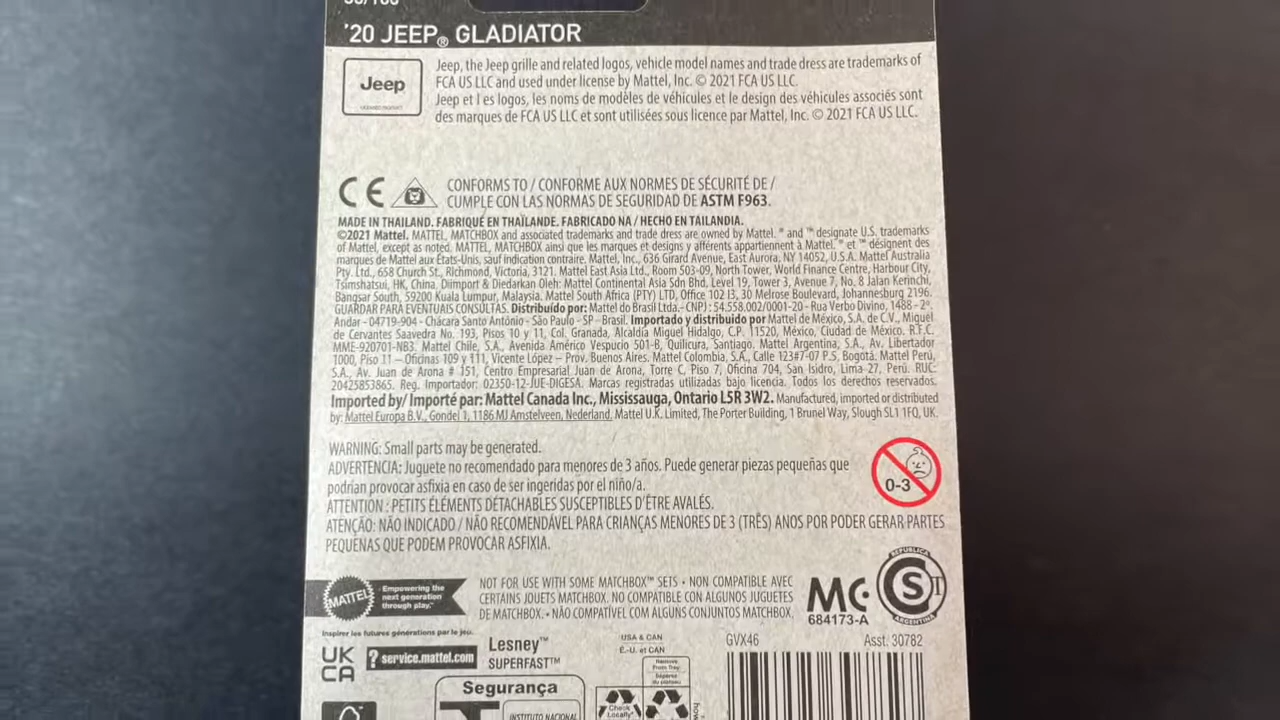 '20 JEEP® GLADIATOR
Jeep
Jeep, the Jeep grille and related logos, vehicle model names and trade dress are trademarks of
FCA US LLC and used under license by Mattel, Inc. © 2021 FCA US LLC.
Jeep et l es logos, les noms de modèles de véhicules et le design des véhicules associés sont
des marques de FCA US LLC et sont utilisées sous licence par Mattel, Inc. © 2021 FCA US LLC.
CE
CONFORMS TO / CONFORME AUX NORMES DE SÉCURITÉ DE /
CUMPLE CON LAS NORMAS DE SEGURIDAD DE ASTM F963.
MADE IN THAILAND. FABRIQUÉ EN THAÏLANDE. FABRICADO NA / HECHO EN TAILANDIA.
©2021 Mattel. MATTEL, MATCHBOX and associated trademarks and trade dress are owned by Mattel. ® and ™ designate U.S. trademarks
of Mattel, except as noted. MATTEL, MATCHBOX ainsi que les marques et designs y afférents appartiennent à Mattel. ® et ™ désignent des
marques de Mattel aux États-Unis, sauf indication contraire. Mattel, Inc., 636 Girard Avenue, East Aurora, NY 14052, U.S.A. Mattel Australia
Pty. Ltd., 658 Church St., Richmond, Victoria, 3121. Mattel East Asia Ltd., Room 503-09, North Tower, World Finance Centre, Harbour City,
Tsimshatsui, HK, China. Diimport & Diedarkan Oleh: Mattel Continental Asia Sdn Bhd, Level 19, Tower 3, Avenue 7, No. 8 Jalan Kerinchi,
Bangsar South, 59200 Kuala Lumpur, Malaysia. Mattel South Africa (PTY) LTD, Office 102 I3, 30 Melrose Boulevard, Johannesburg 2196.
GUARDAR PARA EVENTUAIS CONSULTAS. Distribuído por: Mattel do Brasil Ltda.- CNPJ : 54.558.002/0001-20 - Rua Verbo Divino, 1488 - 2º.
Andar - 04719-904 - Chácara Santo Antônio - São Paulo - SP - Brasil. Importado y distribuido por Mattel de México, S.A. de C.V., Miguel
de Cervantes Saavedra No. 193, Pisos 10 y 11, Col. Granada, Alcaldía Miguel Hidalgo, C.P. 11520, México, Ciudad de México. R.F.C.
MME-920701-NB3. Mattel Chile, S.A., Avenida Américo Vespucio 501-B, Quilicura, Santiago. Mattel Argentina, S.A., Av. Libertador
1000, Piso 11 – Oficinas 109 y 111, Vicente López – Prov. Buenos Aires. Mattel Colombia, S.A., Calle 123#7-07 P.5, Bogotá. Mattel Perú,
S.A., Av. Juan de Arona # 151, Centro Empresarial Juan de Arona, Torre C, Piso 7, Oficina 704, San Isidro, Lima 27, Perú. RUC:
20425853865. Reg. Importador: 02350-12-JUE-DIGESA. Marcas registradas utilizadas bajo licencia. Todos los derechos reservados.
Imported by/ Importé par: Mattel Canada Inc., Mississauga, Ontario L5R 3W2. Manufactured, imported or distributed
by: Mattel Europa B.V., Gondel 1, 1186 MJ Amstelveen, Nederland. Mattel U.K. Limited, The Porter Building, 1 Brunel Way, Slough SL1 1FQ, UK.
WARNING: Small parts may be generated.
ADVERTENCIA: Juguete no recomendado para menores de 3 años. Puede generar piezas pequeñas que
podrían provocar asfixia en caso de ser ingeridas por el niño/a.
ATTENTION : PETITS ÉLÉMENTS DÉTACHABLES SUSCEPTIBLES D'ÊTRE AVALÉS.
ATENÇÃO: NÃO INDICADO / NÃO RECOMENDÁVEL PARA CRIANÇAS MENORES DE 3 (TRÊS) ANOS POR PODER GERAR PARTES
PEQUENAS QUE PODEM PROVOCAR ASFIXIA.
0-3
MATTEL
Empowering the
next generation
through play.™
Inspirer les futures générations par le jeu.
NOT FOR USE WITH SOME MATCHBOX™ SETS • NON COMPATIBLE AVEC
CERTAINS JOUETS MATCHBOX. NO COMPATIBLE CON ALGUNOS JUGUETES
DE MATCHBOX. • NÃO COMPATÍVEL COM ALGUNS CONJUNTOS MATCHBOX.
MC
684173-A
REPUBLICA
S T
ARGENTINA
UK
CA
? service.mattel.com
Lesney™
SUPERFAST™
USA & CAN
É.-U. et CAN
Remove
Fruits Tray
Séparez
du plateau
Check
Locally*
GVX46
Asst. 30782
Segurança
INSTITUTO NACIONAL